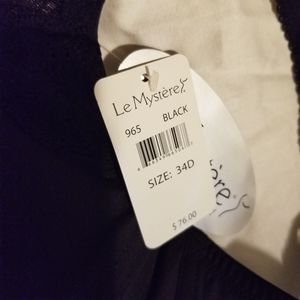 Le Mystère
965 BLACK
SIZE: 34D
$ 76.00